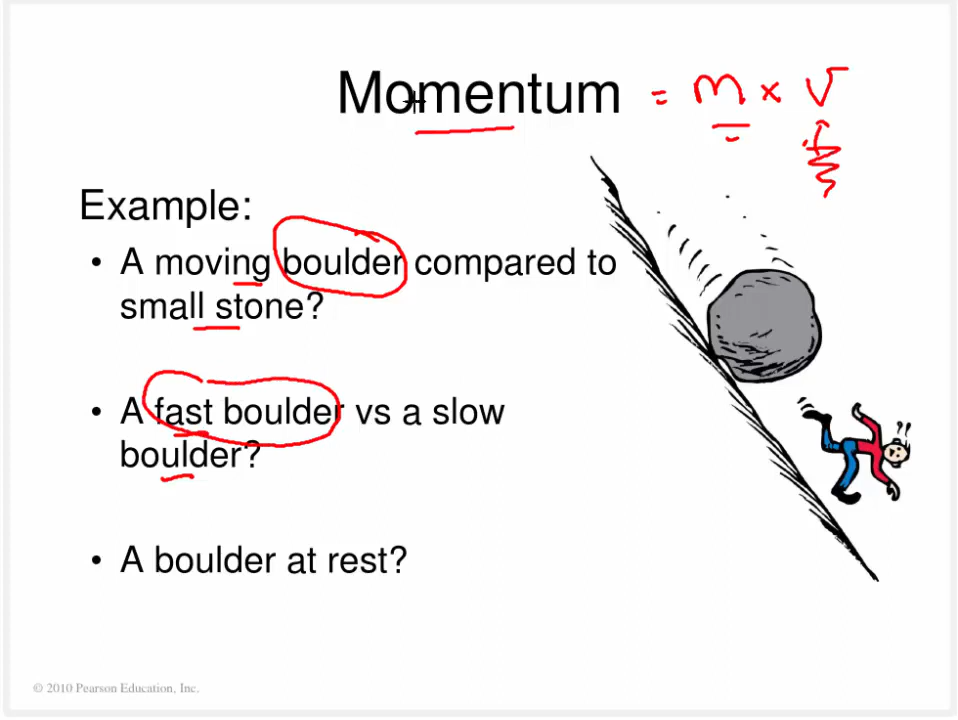 Momentum = m × v
Example:
• A moving boulder compared to
small stone?
• A fast boulder vs a slow
boulder?
• A boulder at rest?
© 2010 Pearson Education, Inc.